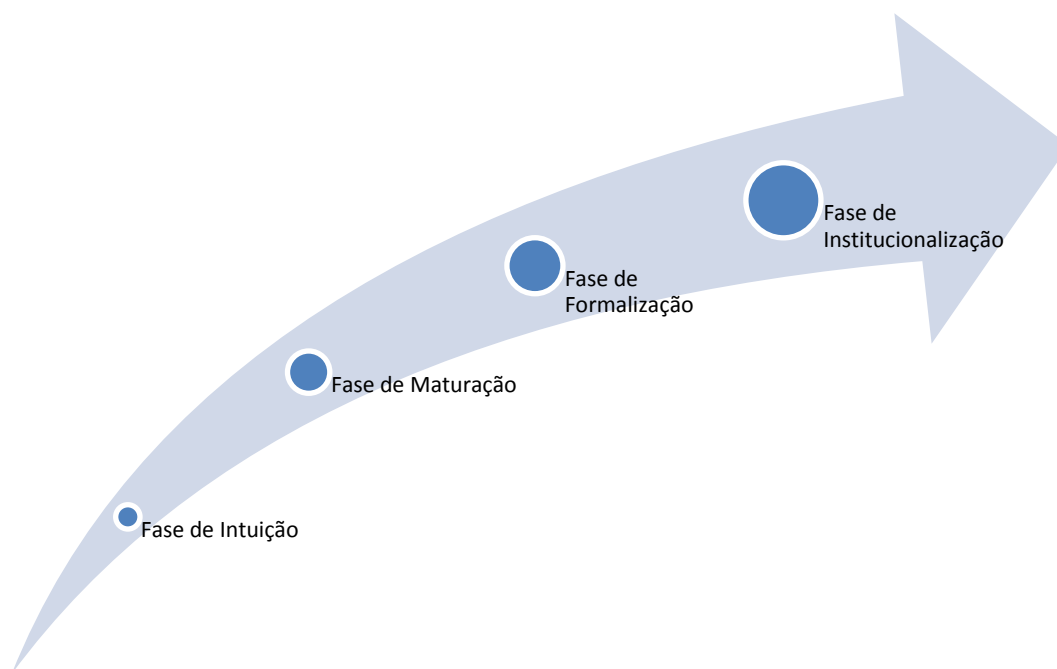 Fase de
Institucionalização
Fase de
Formalização
Fase de Maturação
Fase de Intuição